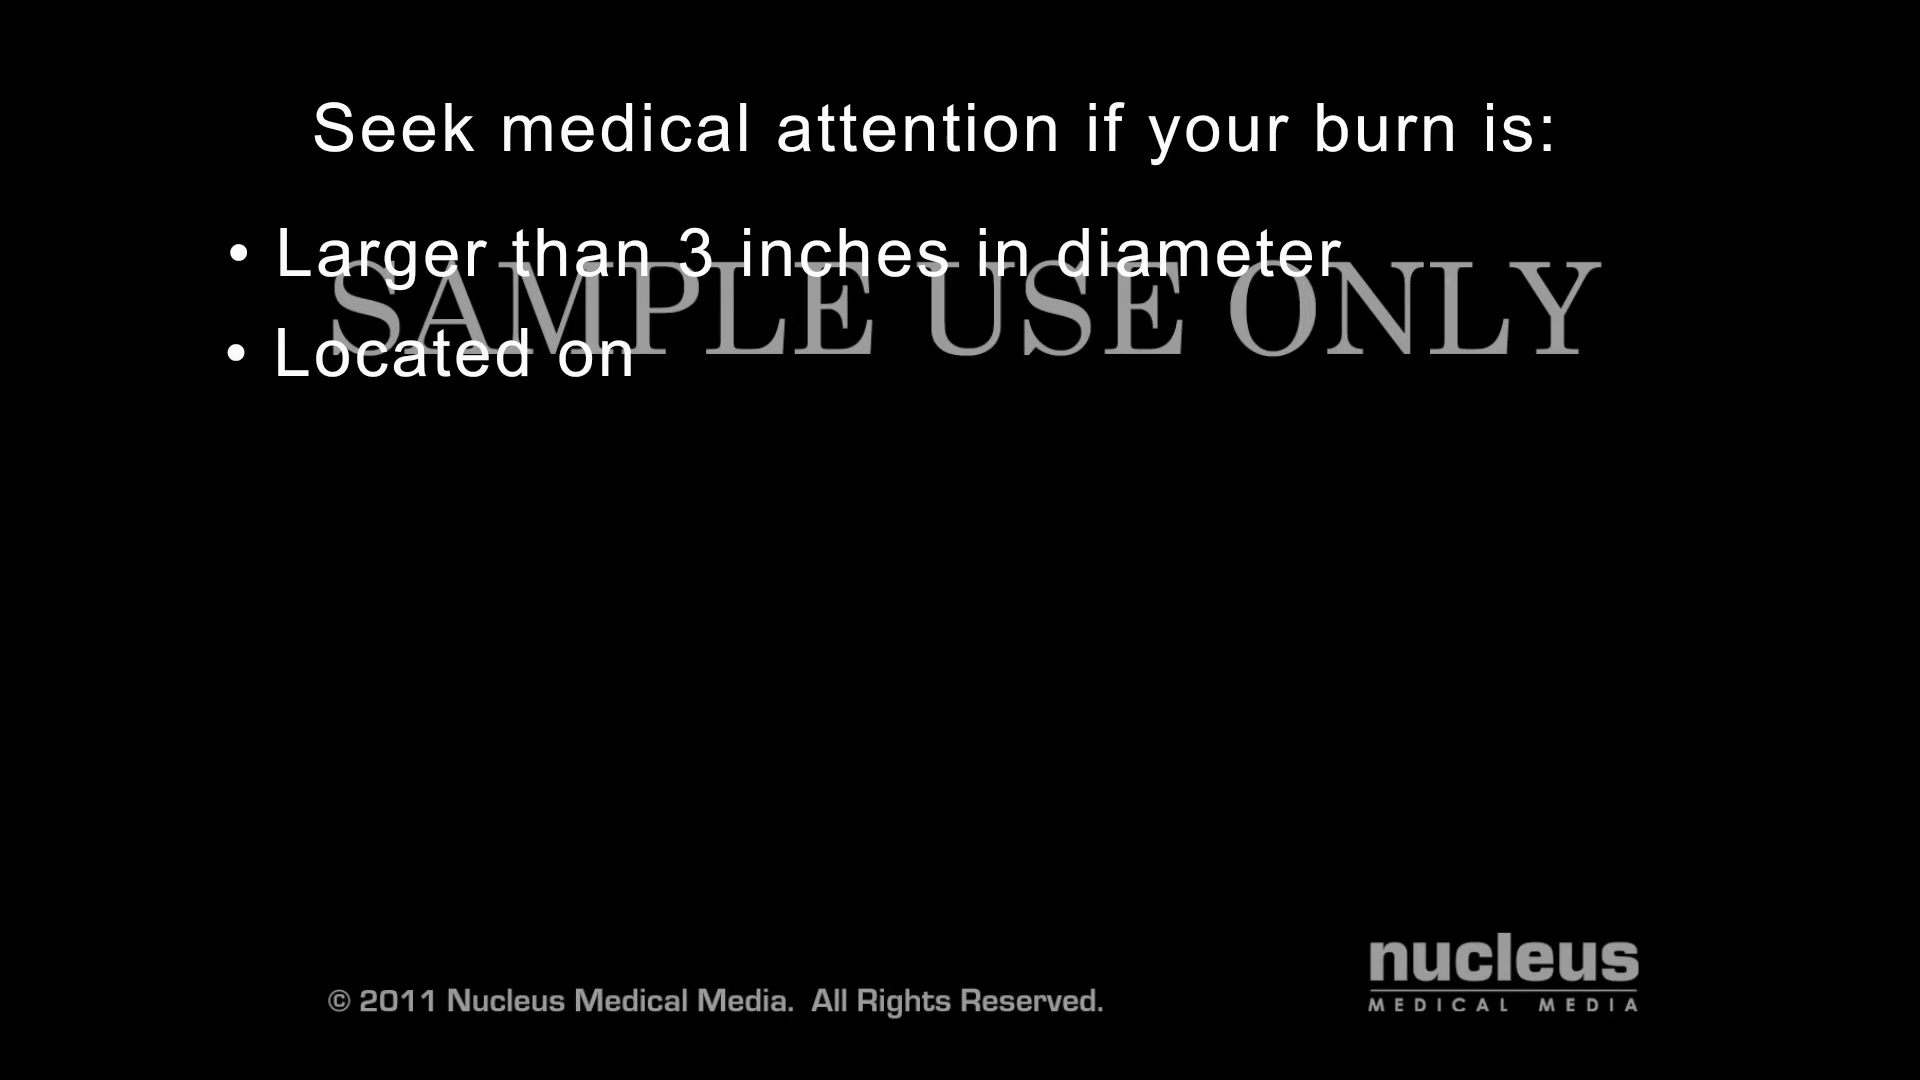 Seek medical attention if your burn is:
• Larger than 3 inches in diameter
SAMPLE USE ONLY
• Located on
nucleus
MEDICAL MEDIA
© 2011 Nucleus Medical Media. All Rights Reserved.